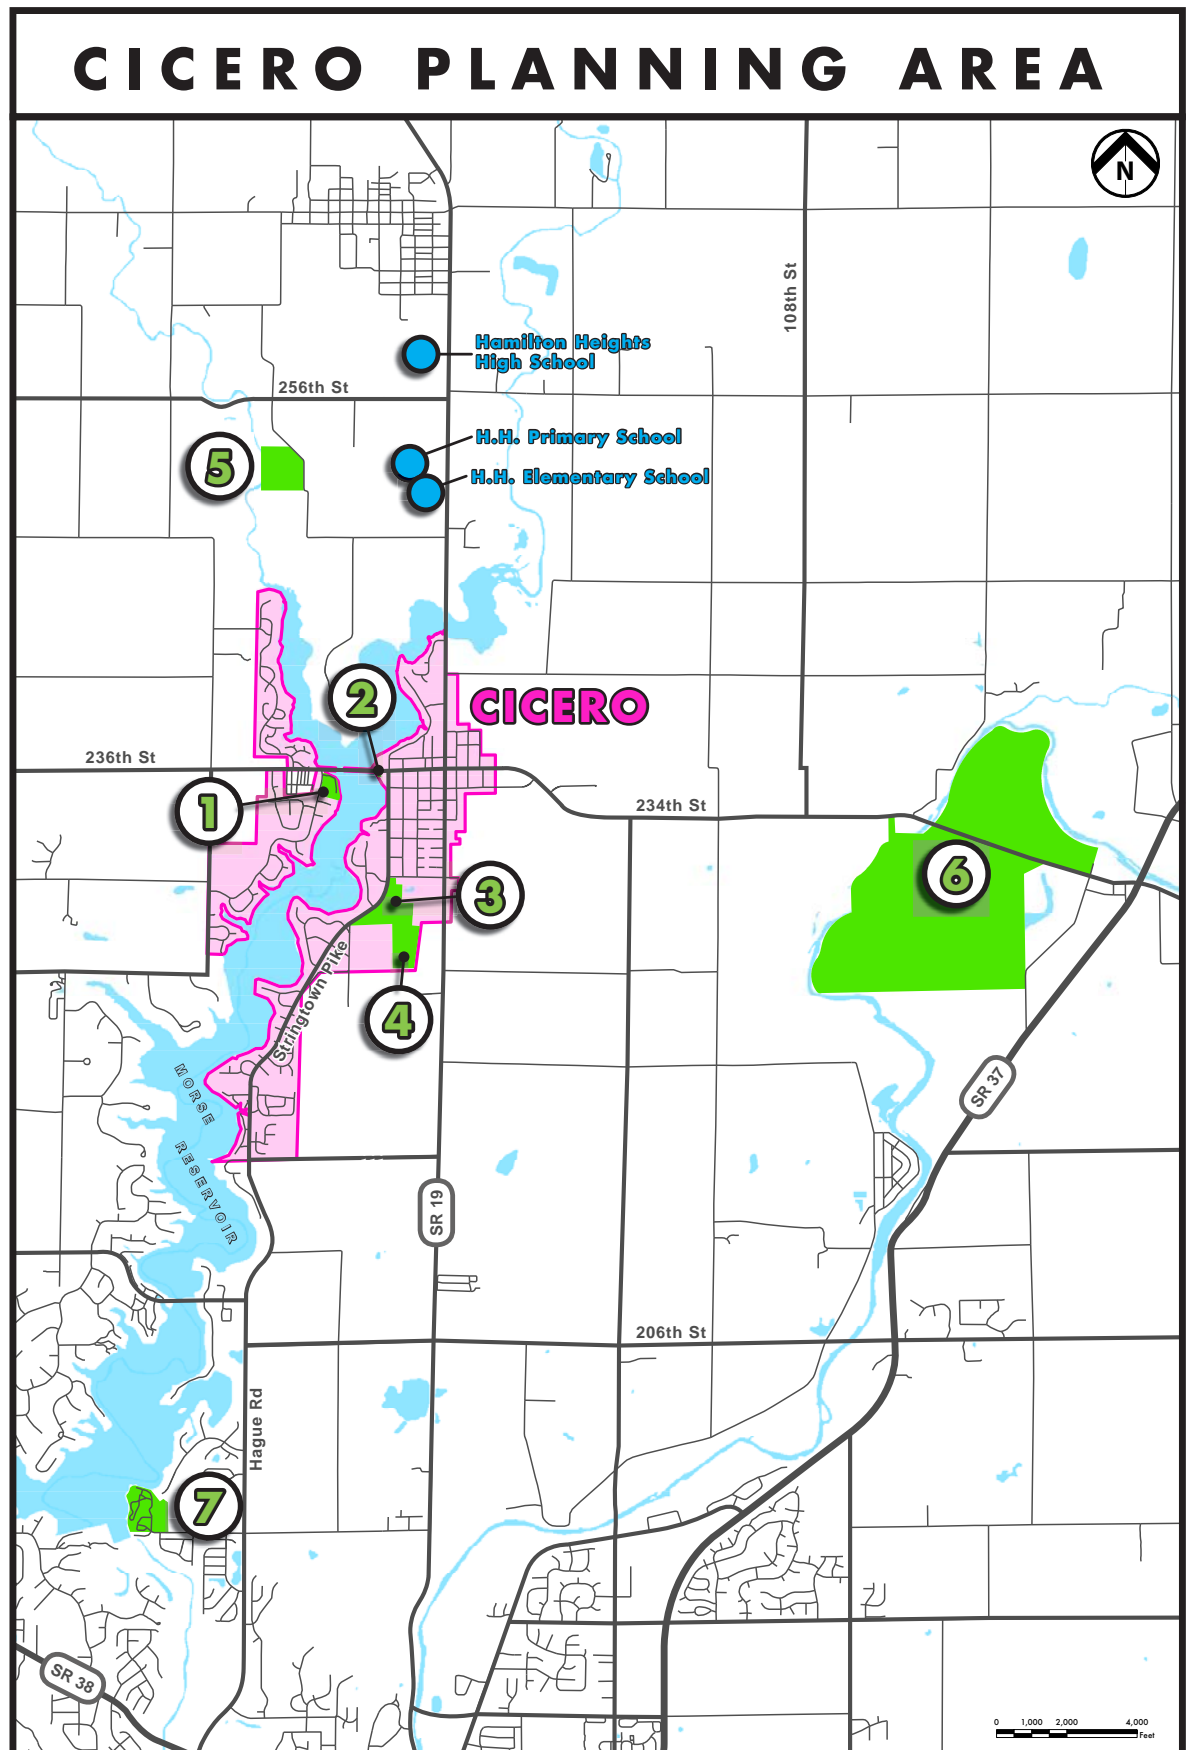 CICERO PLANNING AREA
N
108th St
Hamilton Heights
High School
256th St
H.H. Primary School
5
H.H. Elementary School
2
CICERO
236th St
1
234th St
6
3
Stringtown Pike
4
MORSE
RESERVOIR
SR 37
SR 19
206th St
Hague Rd
7
SR 38
0 1,000 2,000 4,000
Feet